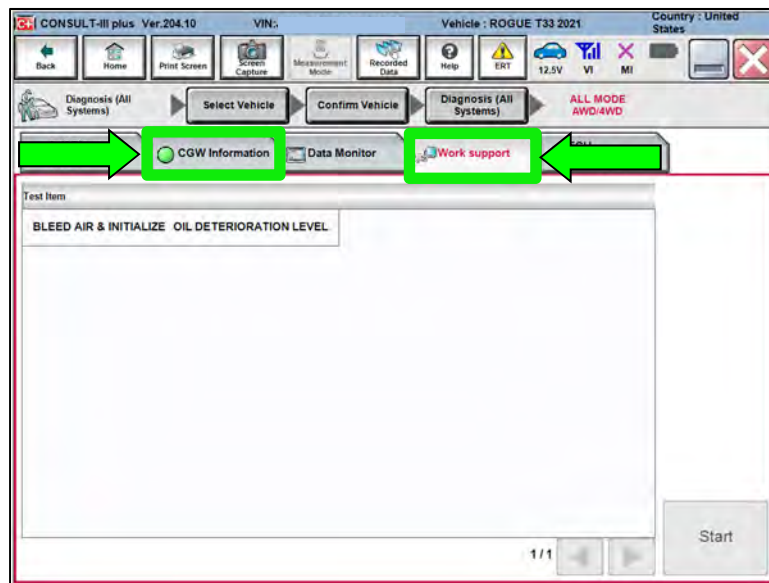 CONSULT-III plus Ver.204.10 VIN: Vehicle : ROGUE T33 2021 Country : United States
Back Home Print Screen Screen Capture Measurement Mode Recorded Data Help ERT 12.5V VI MI
Diagnosis (All Systems) Select Vehicle Confirm Vehicle Diagnosis (All Systems) ALL MODE AWD/4WD
CGW Information Data Monitor Work support
Test Item
BLEED AIR & INITIALIZE OIL DETERIORATION LEVEL
Start
1/1